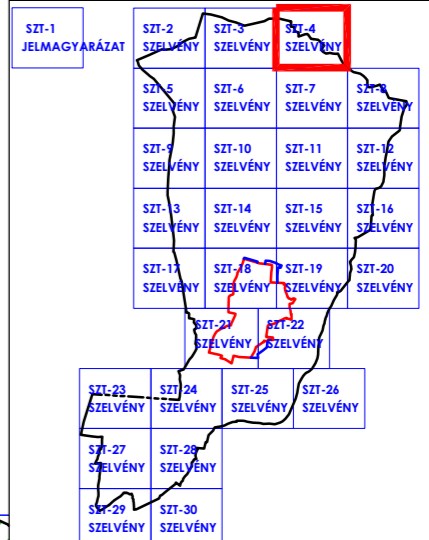 SZT-1
JELMAGYARÁZAT
SZT-2
SZELVÉNY
SZT-3
SZELVÉNY
SZT-4
SZELVÉNY
SZT-5
SZELVÉNY
SZT-6
SZELVÉNY
SZT-7
SZELVÉNY
SZT-8
SZELVÉNY
SZT-9
SZELVÉNY
SZT-10
SZELVÉNY
SZT-11
SZELVÉNY
SZT-12
SZELVÉNY
SZT-13
SZELVÉNY
SZT-14
SZELVÉNY
SZT-15
SZELVÉNY
SZT-16
SZELVÉNY
SZT-17
SZELVÉNY
SZT-18
SZELVÉNY
SZT-19
SZELVÉNY
SZT-20
SZELVÉNY
SZT-21
SZELVÉNY
SZT-22
SZELVÉNY
SZT-23
SZELVÉNY
SZT-24
SZELVÉNY
SZT-25
SZELVÉNY
SZT-26
SZELVÉNY
SZT-27
SZELVÉNY
SZT-28
SZELVÉNY
SZT-29
SZELVÉNY
SZT-30
SZELVÉNY